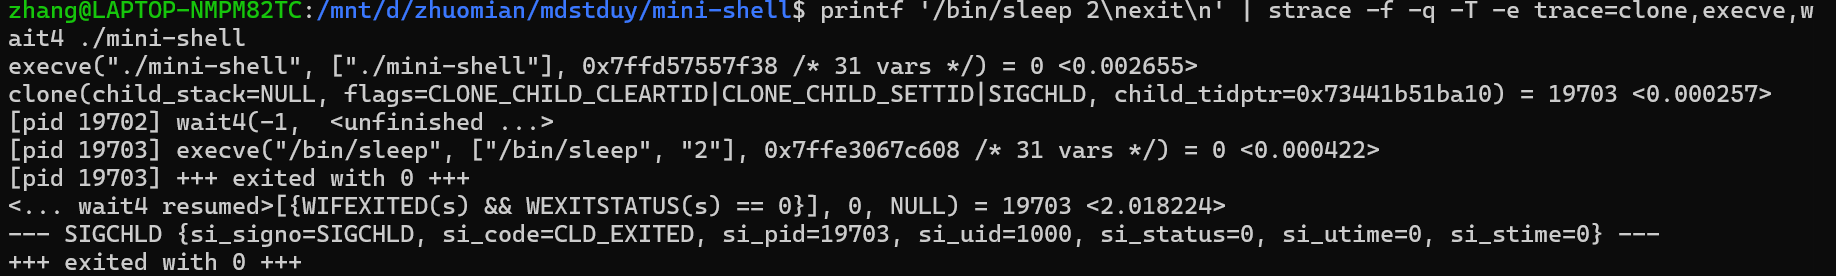 zhang@LAPTOP-NMPM82TC:/mnt/d/zhuomian/mdstduy/mini-shell$ printf '/bin/sleep 2\nexit\n' | strace -f -q -T -e trace=clone,execve,w
ait4 ./mini-shell
execve("./mini-shell", ["./mini-shell"], 0x7ffd57557f38 /* 31 vars */) = 0 <0.002655>
clone(child_stack=NULL, flags=CLONE_CHILD_CLEARTID|CLONE_CHILD_SETTID|SIGCHLD, child_tidptr=0x73441b51ba10) = 19703 <0.000257>
[pid 19702] wait4(-1,  <unfinished ...>
[pid 19703] execve("/bin/sleep", ["/bin/sleep", "2"], 0x7ffe3067c608 /* 31 vars */) = 0 <0.000422>
[pid 19703] +++ exited with 0 +++
<... wait4 resumed>[{WIFEXITED(s) && WEXITSTATUS(s) == 0}], 0, NULL) = 19703 <2.018224>
--- SIGCHLD {si_signo=SIGCHLD, si_code=CLD_EXITED, si_pid=19703, si_uid=1000, si_status=0, si_utime=0, si_stime=0} ---
+++ exited with 0 +++